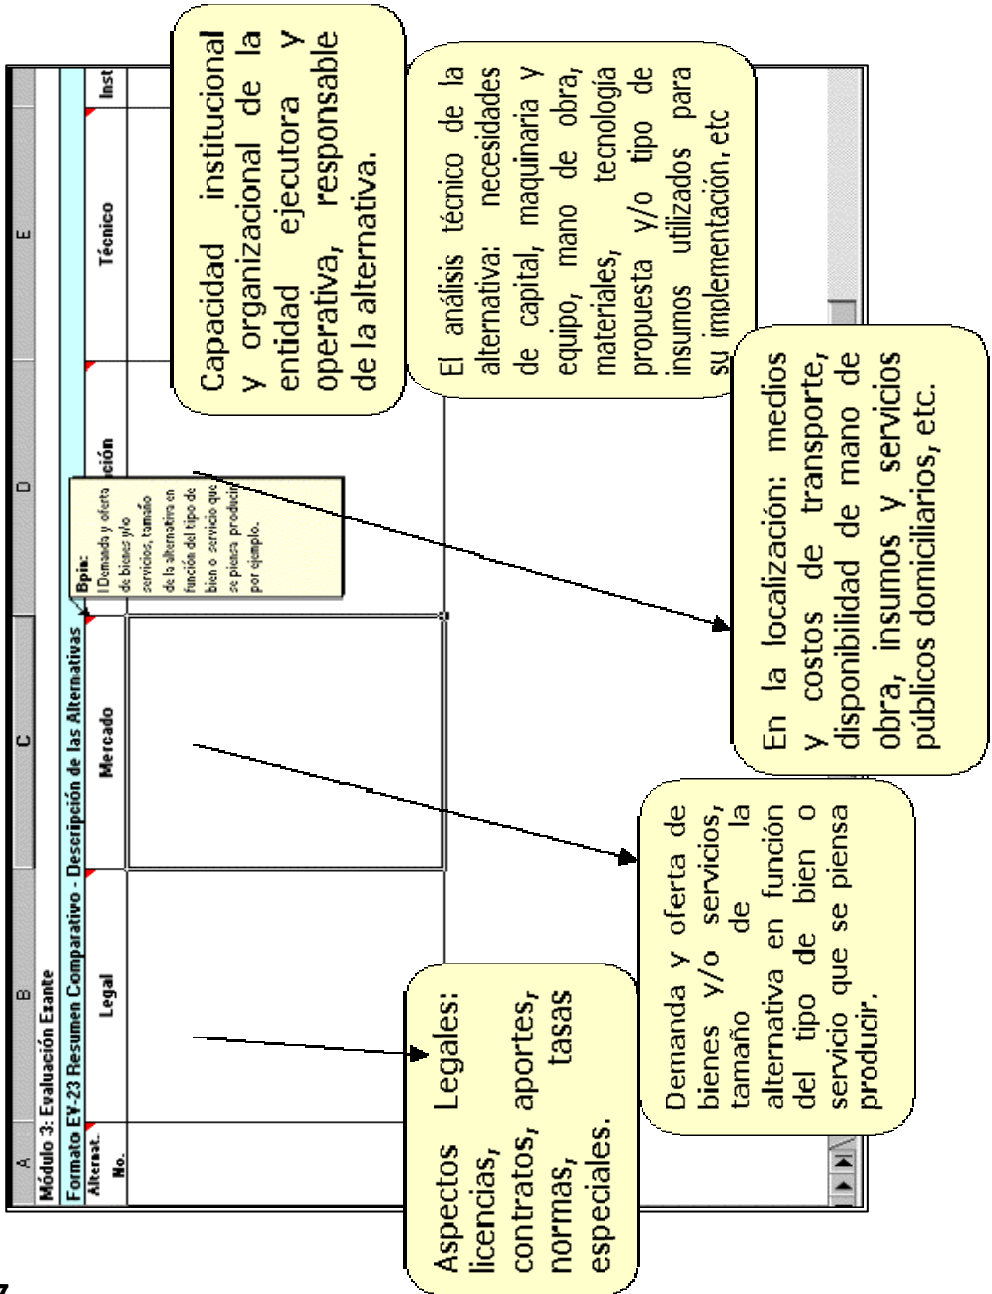 A B C D E
Módulo 3: Evaluación Exante
Formato EV-23 Resumen Comparativo - Descripción de las Alternativas
Alternat.
No.
Legal
Mercado
ción
Técnico
Inst
Bpin:
Demanda y oferta
de bienes y/o
servicios, tamaño
de la alternativa en
función del tipo de
bien o servicio que
se piensa producir
por ejemplo.
Capacidad institucional
y organizacional de la
entidad ejecutora y
operativa, responsable
de la alternativa.
El análisis técnico de la
alternativa: necesidades
de capital, maquinaria y
equipo, mano de obra,
materiales, tecnología
propuesta y/o tipo de
insumos utilizados para
su implementación, etc
En la localización: medios
y costos de transporte,
disponibilidad de mano de
obra, insumos y servicios
públicos domiciliarios, etc.
Demanda y oferta de
bienes y/o servicios,
tamaño de la
alternativa en función
del tipo de bien o
servicio que se piensa
producir.
Aspectos Legales:
licencias,
contratos, aportes,
normas, tasas
especiales.